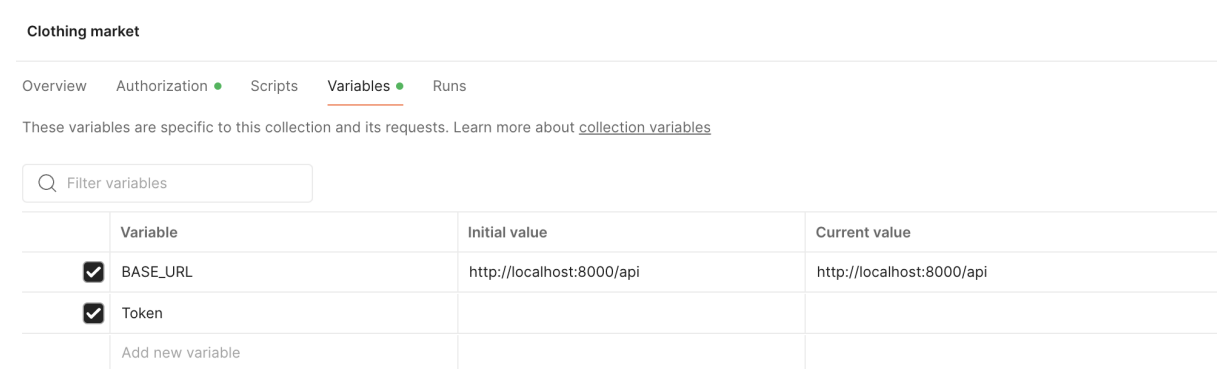 Clothing market
Overview Authorization Scripts Variables Runs
These variables are specific to this collection and its requests. Learn more about collection variables
Filter variables
Variable Initial value Current value
BASE_URL http://localhost:8000/api http://localhost:8000/api
Token
Add new variable